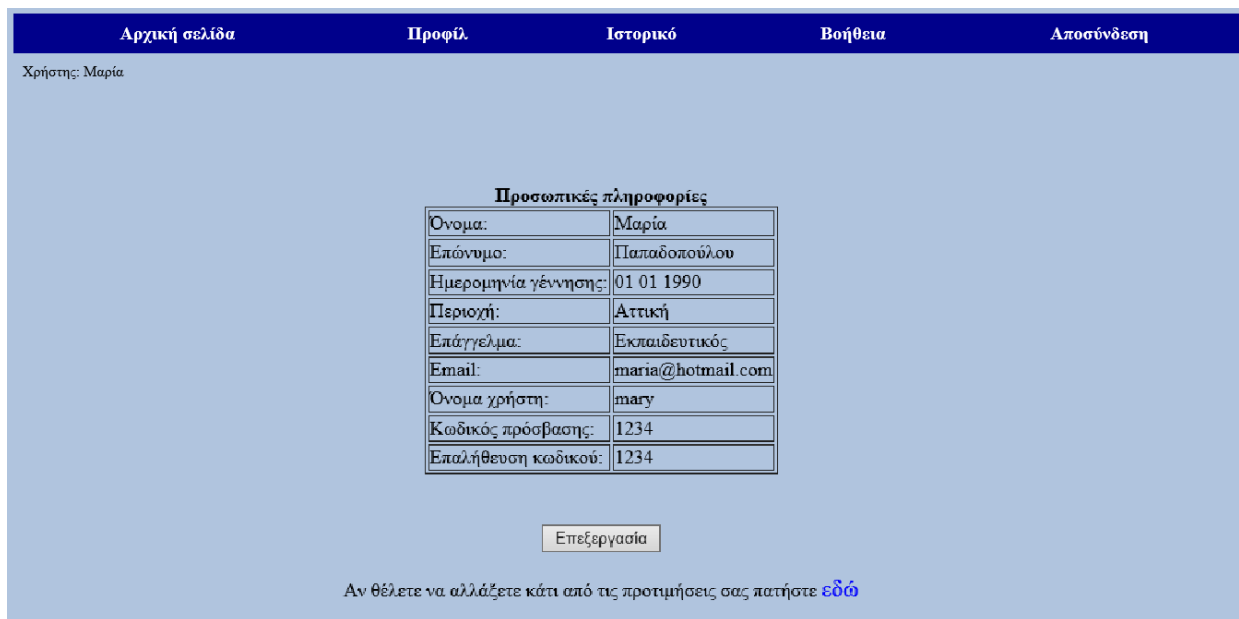 Αρχική σελίδα Προφίλ Ιστορικό Βοήθεια Αποσύνδεση
Χρήστης: Μαρία
Προσωπικές πληροφορίες
Όνομα: Μαρία
Επώνυμο: Παπαδοπούλου
Ημερομηνία γέννησης: 01 01 1990
Περιοχή: Αττική
Επάγγελμα: Εκπαιδευτικός
Email: maria@hotmail.com
Όνομα χρήστη: mary
Κωδικός πρόσβασης: 1234
Επαλήθευση κωδικού: 1234
Επεξεργασία
Αν θέλετε να αλλάξετε κάτι από τις προτιμήσεις σας πατήστε εδώ